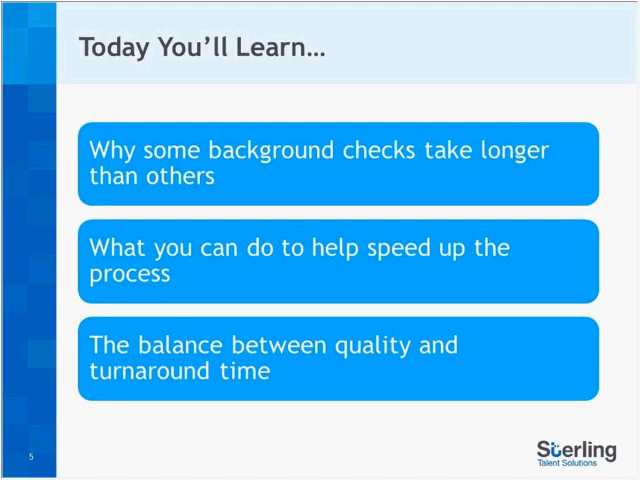 Today You’ll Learn…
Why some background checks take longer
than others
What you can do to help speed up the
process
The balance between quality and
turnaround time
5
Sterling
Talent Solutions